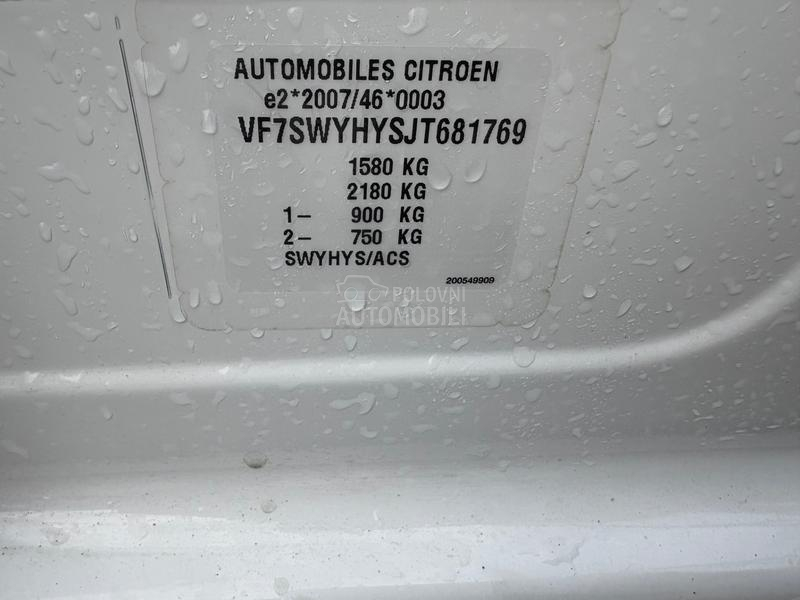 AUTOMOBILES CITROEN
e2*2007/46*0003
VF7SWYHYSJT681769
1580 KG
2180 KG
1- 900 KG
2- 750 KG
SWYHYS/ACS
200549909
POLOVNI
AUTOMOBILI